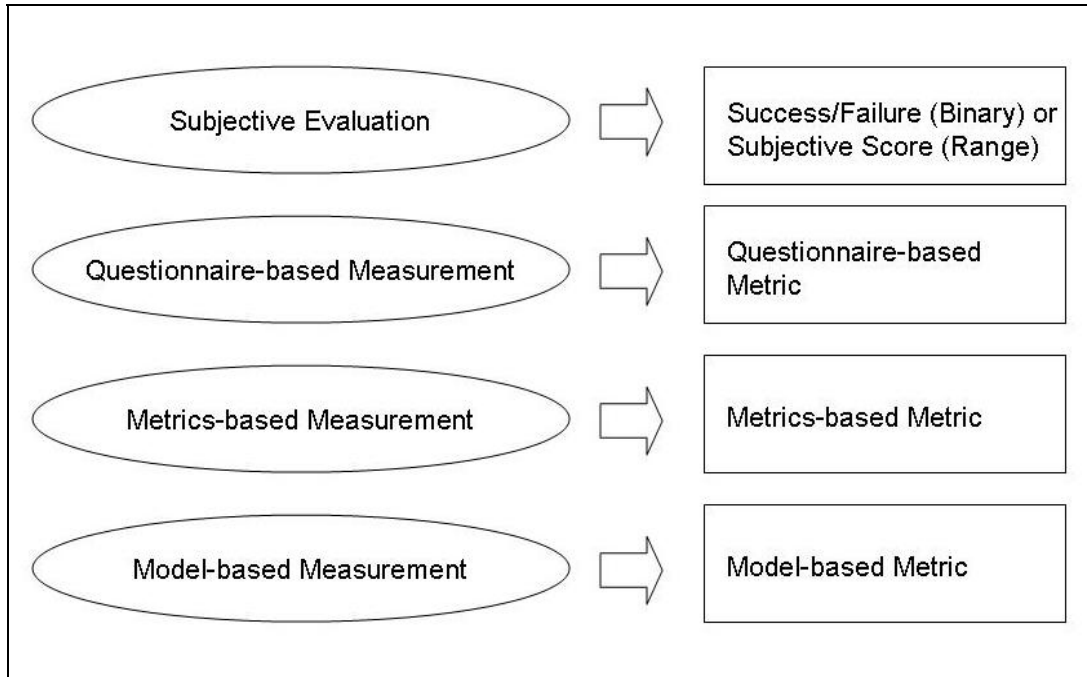 Subjective Evaluation
Success/Failure (Binary) or
Subjective Score (Range)
Questionnaire-based Measurement
Questionnaire-based
Metric
Metrics-based Measurement
Metrics-based Metric
Model-based Measurement
Model-based Metric